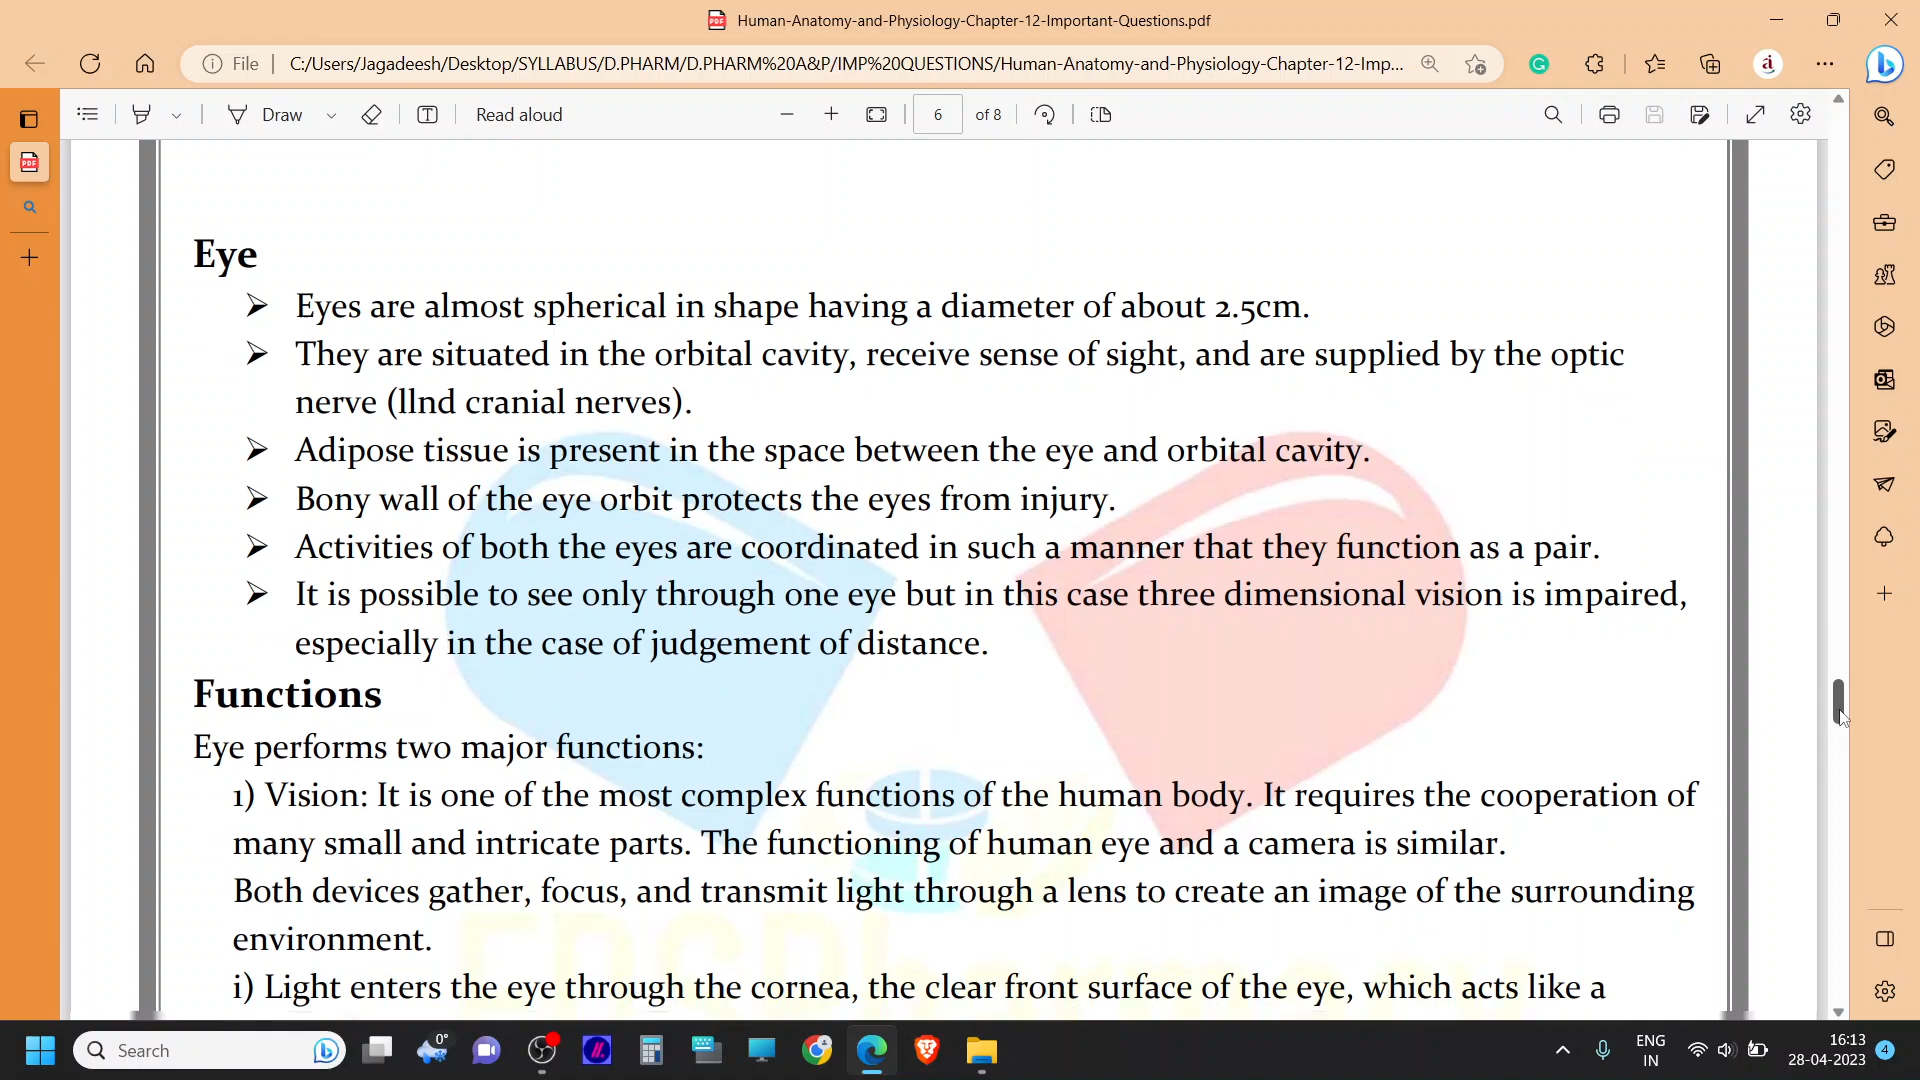 Human-Anatomy-and-Physiology-Chapter-12-Important-Questions.pdf
File
C:/Users/Jagadeesh/Desktop/SYLLABUS/D.PHARM/D.PHARM%20A&P/IMP%20QUESTIONS/Human-Anatomy-and-Physiology-Chapter-12-Imp...
Draw
Read aloud
6
of 8
Eye
➢ Eyes are almost spherical in shape having a diameter of about 2.5cm.
➢ They are situated in the orbital cavity, receive sense of sight, and are supplied by the optic
nerve (llnd cranial nerves).
➢ Adipose tissue is present in the space between the eye and orbital cavity.
➢ Bony wall of the eye orbit protects the eyes from injury.
➢ Activities of both the eyes are coordinated in such a manner that they function as a pair.
➢ It is possible to see only through one eye but in this case three dimensional vision is impaired,
especially in the case of judgement of distance.
Functions
Eye performs two major functions:
1) Vision: It is one of the most complex functions of the human body. It requires the cooperation of
many small and intricate parts. The functioning of human eye and a camera is similar.
Both devices gather, focus, and transmit light through a lens to create an image of the surrounding
environment.
i) Light enters the eye through the cornea, the clear front surface of the eye, which acts like a
Search
0°
ENG
IN
16:13
28-04-2023
4